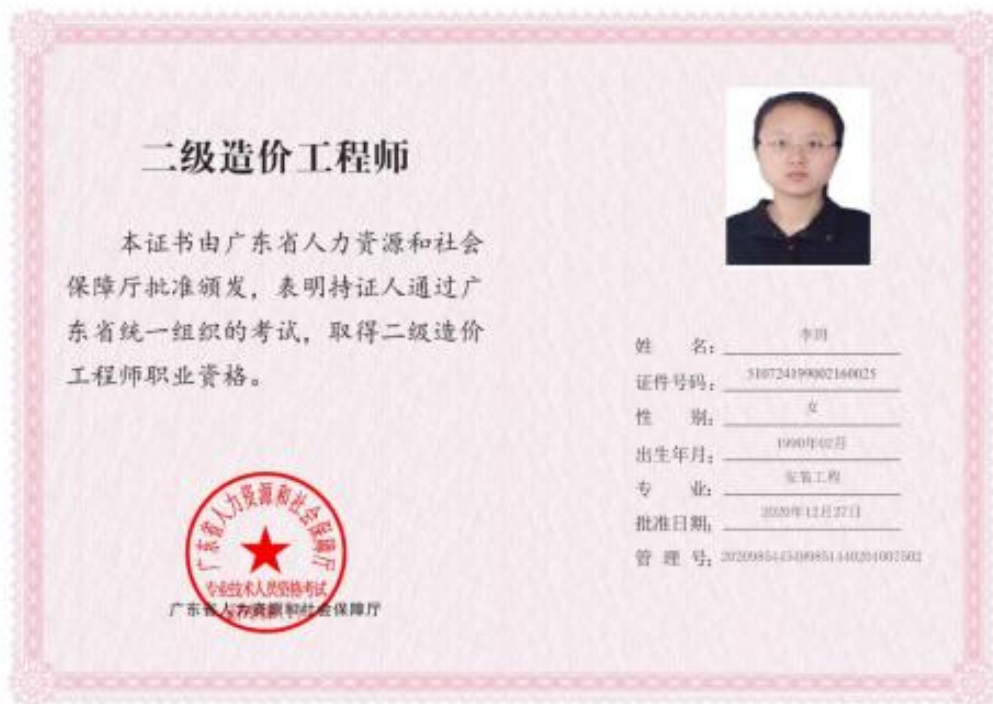 二级造价工程师
本证书由广东省人力资源和社会
保障厅批准颁发，表明持证人通过广
东省统一组织的考试，取得二级造价
工程师职业资格。
广东省人力资源和社会保障厅
专业技术人员资格考试
广东省人力资源和社会保障厅
姓 名：
证件号码：510724199002160025
性 别：女
出生年月：1990年02月
专 业：安装工程
批准日期：2020年12月27日
管 理 号：